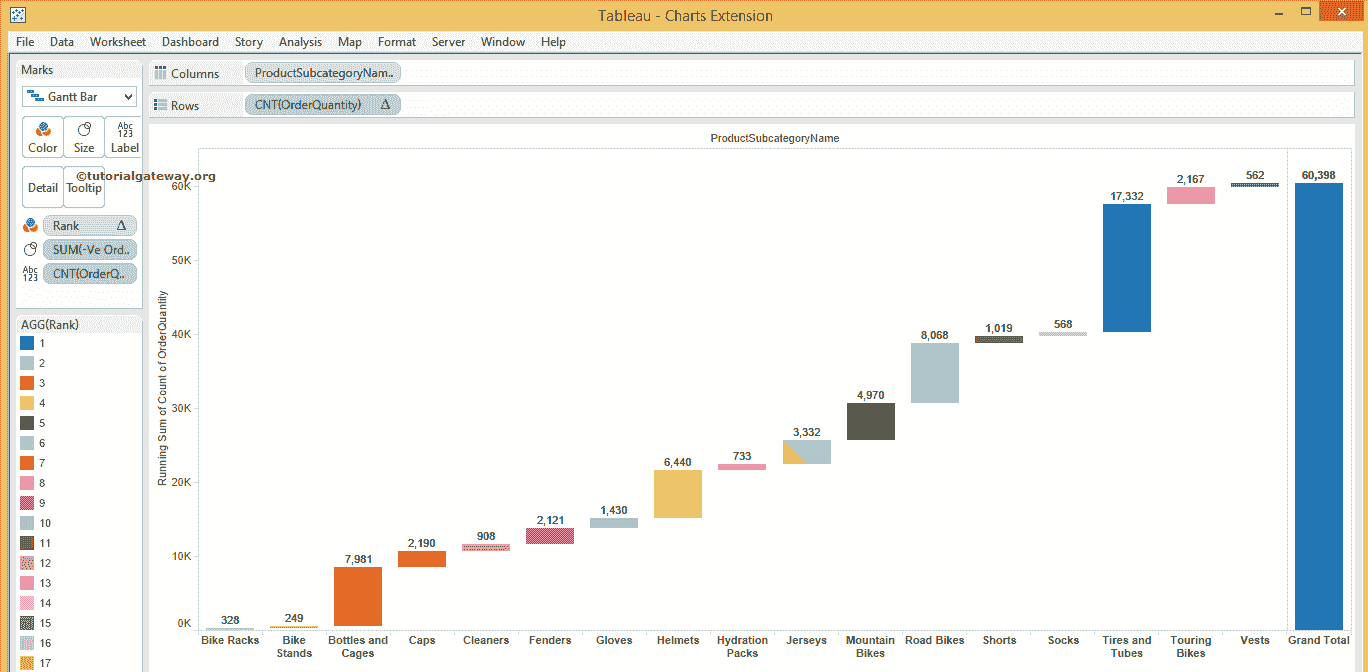 Tableau - Charts Extension
File Data Worksheet Dashboard Story Analysis Map Format Server Window Help
Marks
Gantt Bar
Color Size Abc 123 Label
Detail Tooltip
©tutorialgateway.org
Rank Δ
SUM(-Ve Ord..
Abc 123 CNT(OrderQ..
AGG(Rank)
1
2
3
4
5
6
7
8
9
10
11
12
13
14
15
16
17
Columns ProductSubcategoryNam..
Rows CNT(OrderQuantity) Δ
ProductSubcategoryName
Running Sum of Count of OrderQuantity
60K
50K
40K
30K
20K
10K
0K
328 249 7,981 2,190 908 2,121 1,430 6,440 733 3,332 4,970 8,068 1,019 568 17,332 2,167 562 60,398
Bike Racks
Bike
Stands
Bottles and
Cages
Caps
Cleaners
Fenders
Gloves
Helmets
Hydration
Packs
Jerseys
Mountain
Bikes
Road Bikes
Shorts
Socks
Tires and
Tubes
Touring
Bikes
Vests
Grand Total